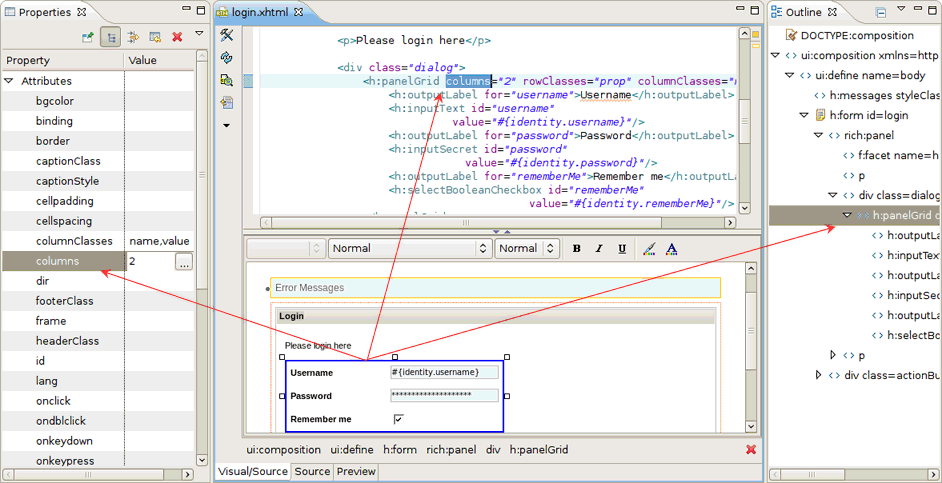 Properties
Property Value
Attributes
bgcolor
binding
border
captionClass
captionStyle
cellpadding
cellspacing
columnClasses name,value
columns 2 ...
dir
footerClass
frame
headerClass
id
lang
onclick
ondblclick
onkeydown
onkeypress
login.xhtml
<p>Please login here</p>
<div class="dialog">
<h:panelGrid columns="2" rowClasses="prop" columnClasses="
<h:outputLabel for="username">Username</h:outputLabel>
<h:inputText id="username"
value="#{identity.username}"/>
<h:outputLabel for="password">Password</h:outputLabel>
<h:inputSecret id="password"
value="#{identity.password}"/>
<h:outputLabel for="rememberMe">Remember me</h:outputLa
<h:selectBooleanCheckbox id="rememberMe"
value="#{identity.rememberMe}"/>
Normal Normal B I U A
Error Messages
Login
Please login here
Username #{identity.username}
Password ********************
Remember me
ui:composition ui:define h:form rich:panel div h:panelGrid
Visual/Source Source Preview
Outline
DOCTYPE:composition
ui:composition xmlns=http
ui:define name=body
h:messages styleClass
h:form id=login
rich:panel
f:facet name=h
p
div class=dialog
h:panelGrid c
h:outputLa
h:inputTex
h:outputLa
h:inputSec
h:outputLa
h:selectBo
p
div class=actionBu